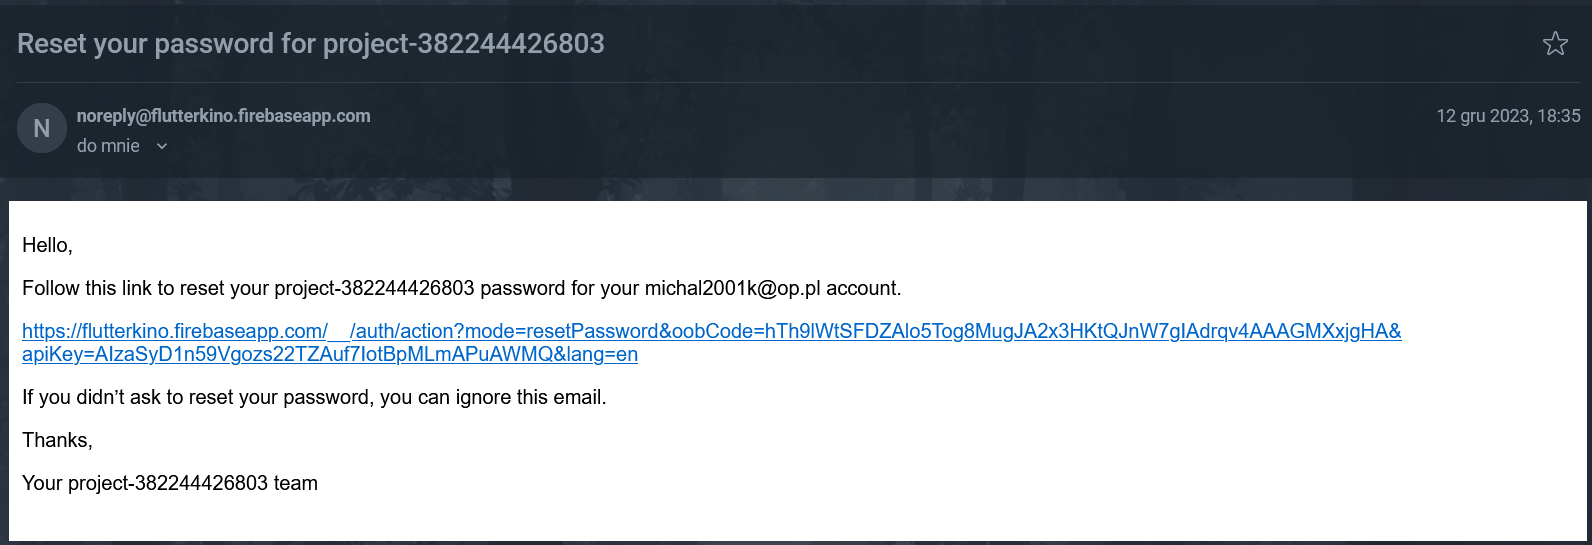 Reset your password for project-382244426803
N
noreply@flutterkino.firebaseapp.com
12 gru 2023, 18:35
do mnie
Hello,
Follow this link to reset your project-382244426803 password for your michal2001k@op.pl account.
https://flutterkino.firebaseapp.com/__/auth/action?mode=resetPassword&oobCode=hTh9lWtSFDZAlo5Tog8MugJA2x3HKtQJnW7gIAdrqv4AAAGMXxjgHA&
apiKey=AIzaSyD1n59Vgozs22TZAuf7IotBpMLmAPuAWMQ&lang=en
If you didn’t ask to reset your password, you can ignore this email.
Thanks,
Your project-382244426803 team